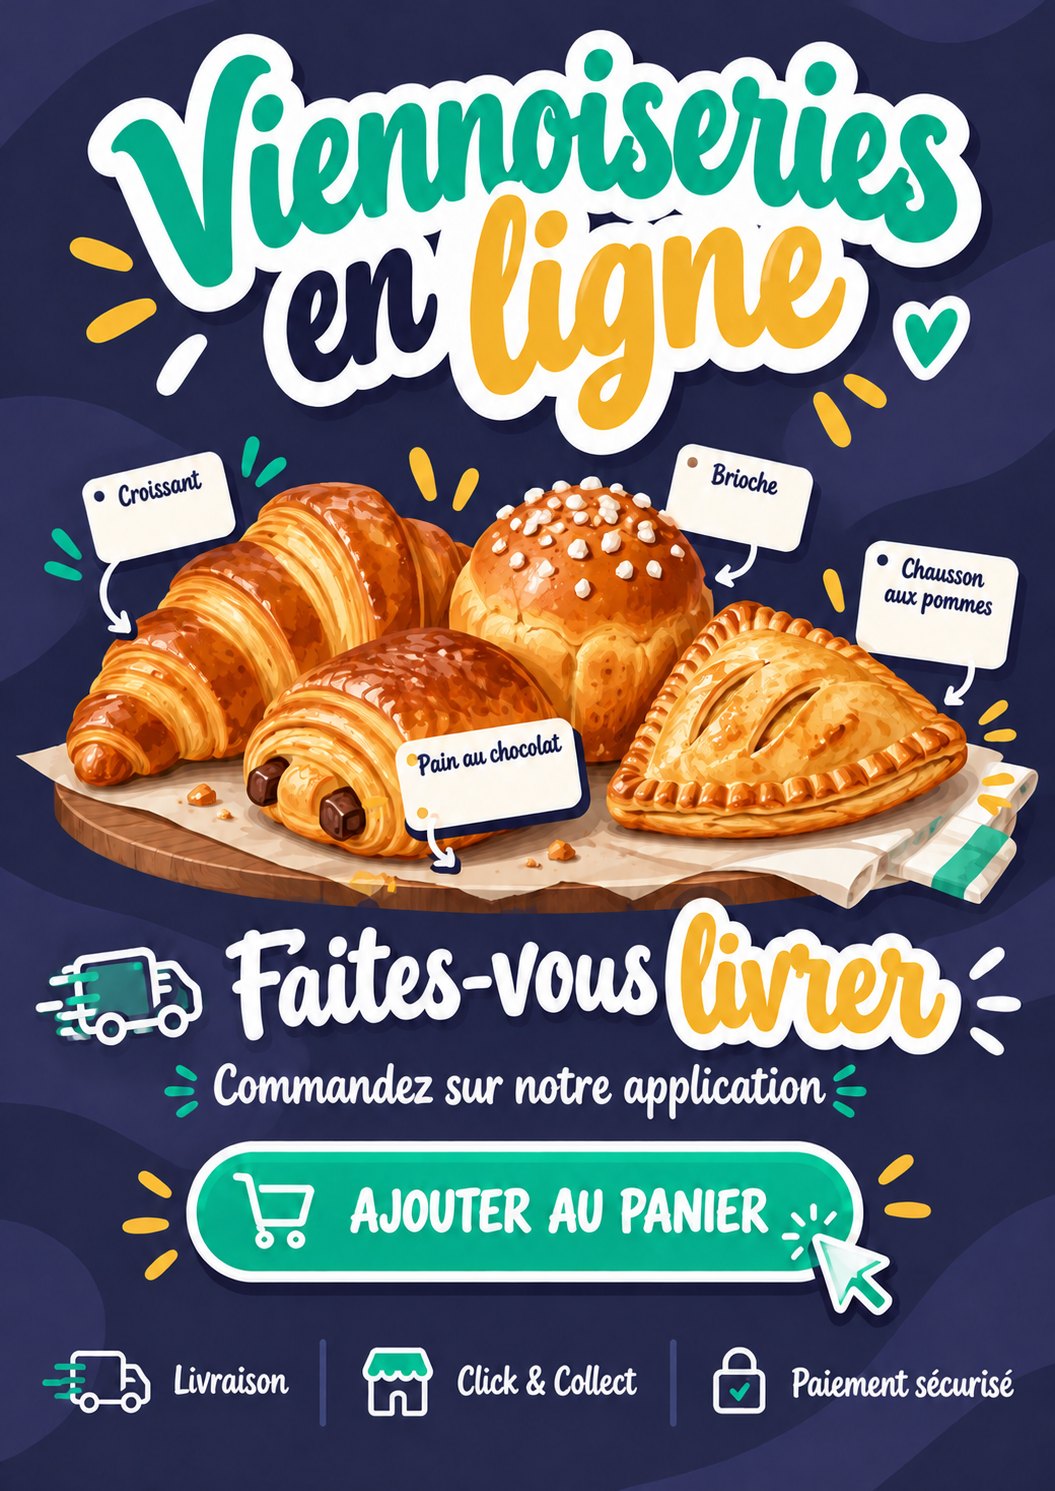 Viennoiseries
en ligne
Croissant
Brioche
Chausson
aux pommes
Pain au chocolat
Faites-vous livrer
Commandez sur notre application
AJOUTER AU PANIER
Livraison
Click & Collect
Paiement sécurisé